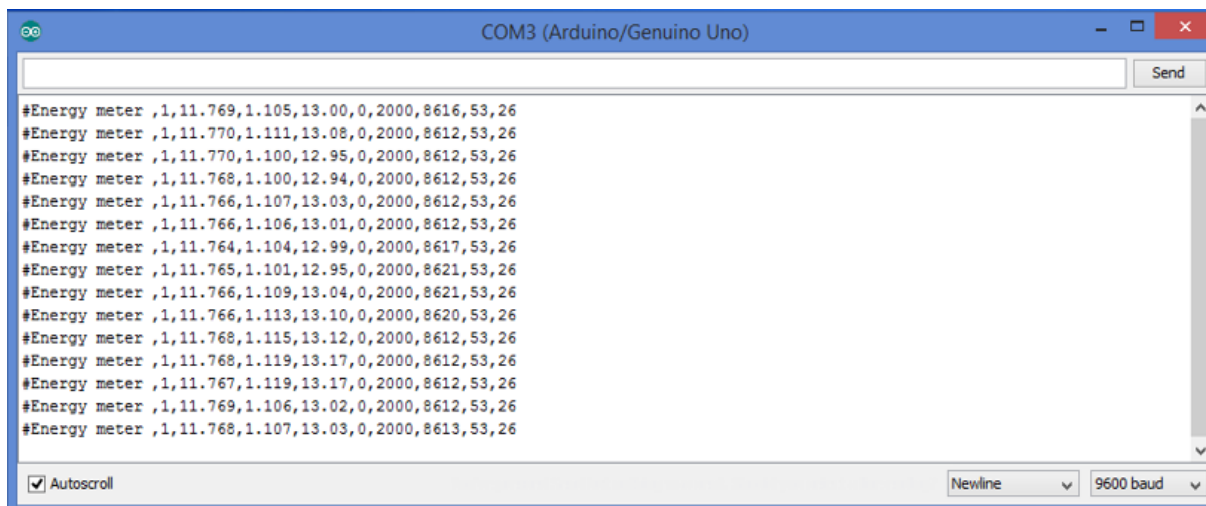 COM3 (Arduino/Genuino Uno)
Send
#Energy meter ,1,11.769,1.105,13.00,0,2000,8616,53,26
#Energy meter ,1,11.770,1.111,13.08,0,2000,8612,53,26
#Energy meter ,1,11.770,1.100,12.95,0,2000,8612,53,26
#Energy meter ,1,11.768,1.100,12.94,0,2000,8612,53,26
#Energy meter ,1,11.766,1.107,13.03,0,2000,8612,53,26
#Energy meter ,1,11.766,1.106,13.01,0,2000,8612,53,26
#Energy meter ,1,11.764,1.104,12.99,0,2000,8617,53,26
#Energy meter ,1,11.765,1.101,12.95,0,2000,8621,53,26
#Energy meter ,1,11.766,1.109,13.04,0,2000,8621,53,26
#Energy meter ,1,11.766,1.113,13.10,0,2000,8620,53,26
#Energy meter ,1,11.768,1.115,13.12,0,2000,8612,53,26
#Energy meter ,1,11.768,1.119,13.17,0,2000,8612,53,26
#Energy meter ,1,11.767,1.119,13.17,0,2000,8612,53,26
#Energy meter ,1,11.769,1.106,13.02,0,2000,8612,53,26
#Energy meter ,1,11.768,1.107,13.03,0,2000,8613,53,26
Autoscroll
Newline
9600 baud